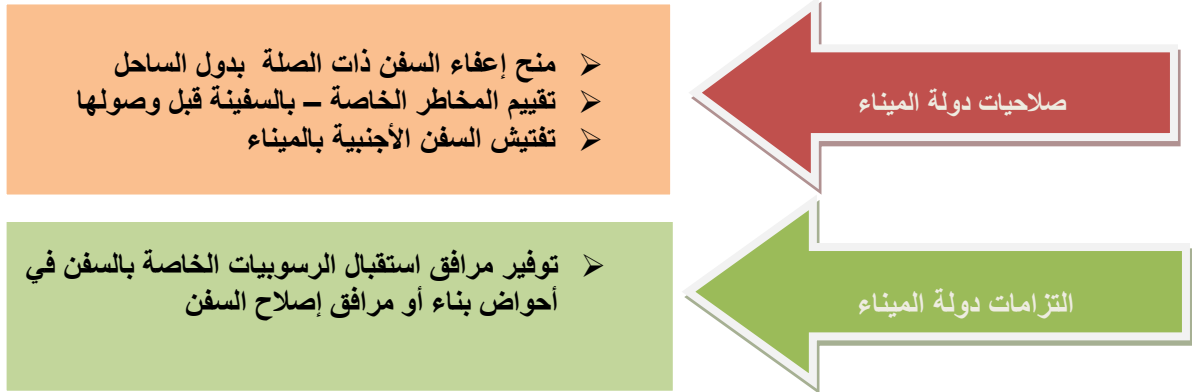 صلاحيات دولة الميناء
⮚ منح إعفاء السفن ذات الصلة بدول الساحل
⮚ تقييم المخاطر الخاصة – بالسفينة قبل وصولها
⮚ تفتيش السفن الأجنبية بالميناء
التزامات دولة الميناء
⮚ توفير مرافق استقبال الرسوبيات الخاصة بالسفن في
أحواض بناء أو مرافق إصلاح السفن